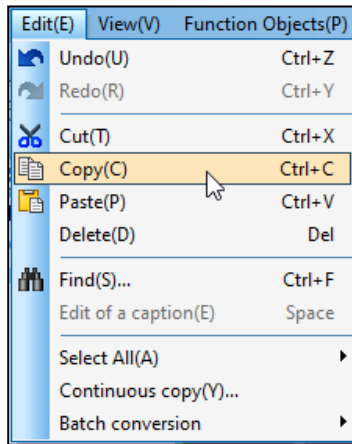 Edit(E) View(V) Function Objects(P)
Undo(U) Ctrl+Z
Redo(R) Ctrl+Y
Cut(T) Ctrl+X
Copy(C) Ctrl+C
Paste(P) Ctrl+V
Delete(D) Del
Find(S)... Ctrl+F
Edit of a caption(E) Space
Select All(A)
Continuous copy(Y)...
Batch conversion